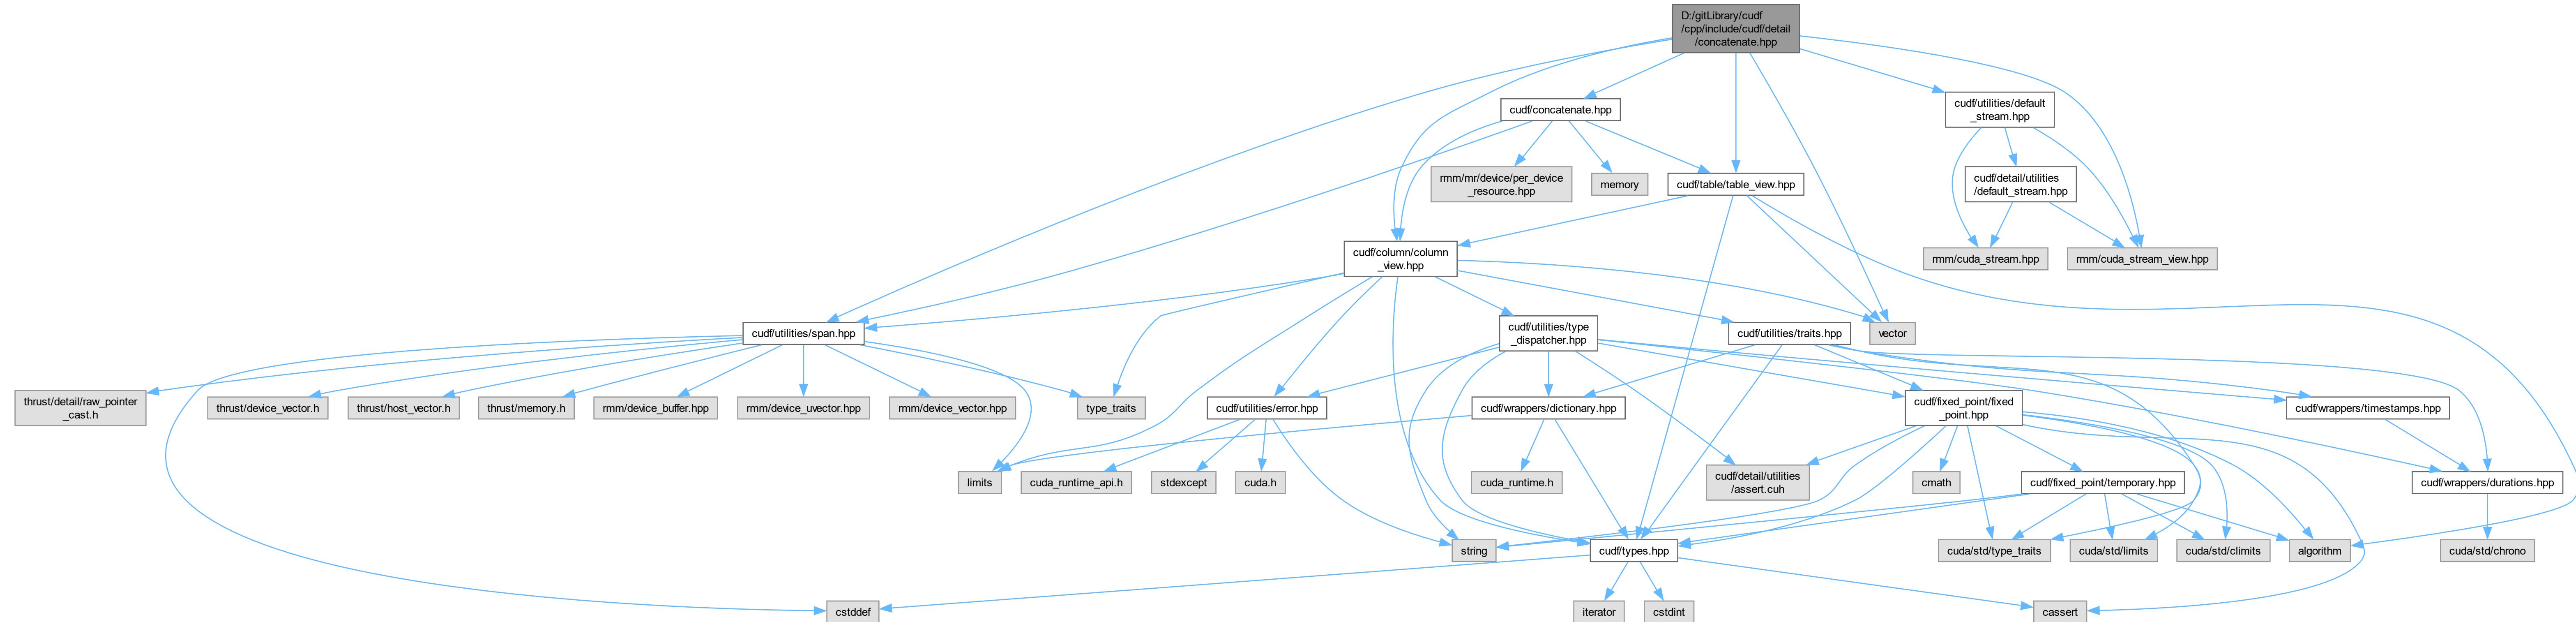 D:/gitLibrary/cudf
/cpp/include/cudf/detail
/concatenate.hpp
cudf/concatenate.hpp
cudf/utilities/default
_stream.hpp
rmm/mr/device/per_device
_resource.hpp
memory
cudf/table/table_view.hpp
cudf/detail/utilities
/default_stream.hpp
cudf/column/column
_view.hpp
rmm/cuda_stream.hpp
rmm/cuda_stream_view.hpp
cudf/utilities/span.hpp
cudf/utilities/type
_dispatcher.hpp
cudf/utilities/traits.hpp
vector
thrust/detail/raw_pointer
_cast.h
thrust/device_vector.h
thrust/host_vector.h
thrust/memory.h
rmm/device_buffer.hpp
rmm/device_uvector.hpp
rmm/device_vector.hpp
type_traits
cudf/utilities/error.hpp
cudf/wrappers/dictionary.hpp
cudf/fixed_point/fixed
_point.hpp
cudf/wrappers/timestamps.hpp
limits
cuda_runtime_api.h
stdexcept
cuda.h
cuda_runtime.h
cudf/detail/utilities
/assert.cuh
cmath
cudf/fixed_point/temporary.hpp
cudf/wrappers/durations.hpp
string
cudf/types.hpp
cuda/std/type_traits
cuda/std/limits
cuda/std/climits
algorithm
cuda/std/chrono
cstddef
iterator
cstdint
cassert